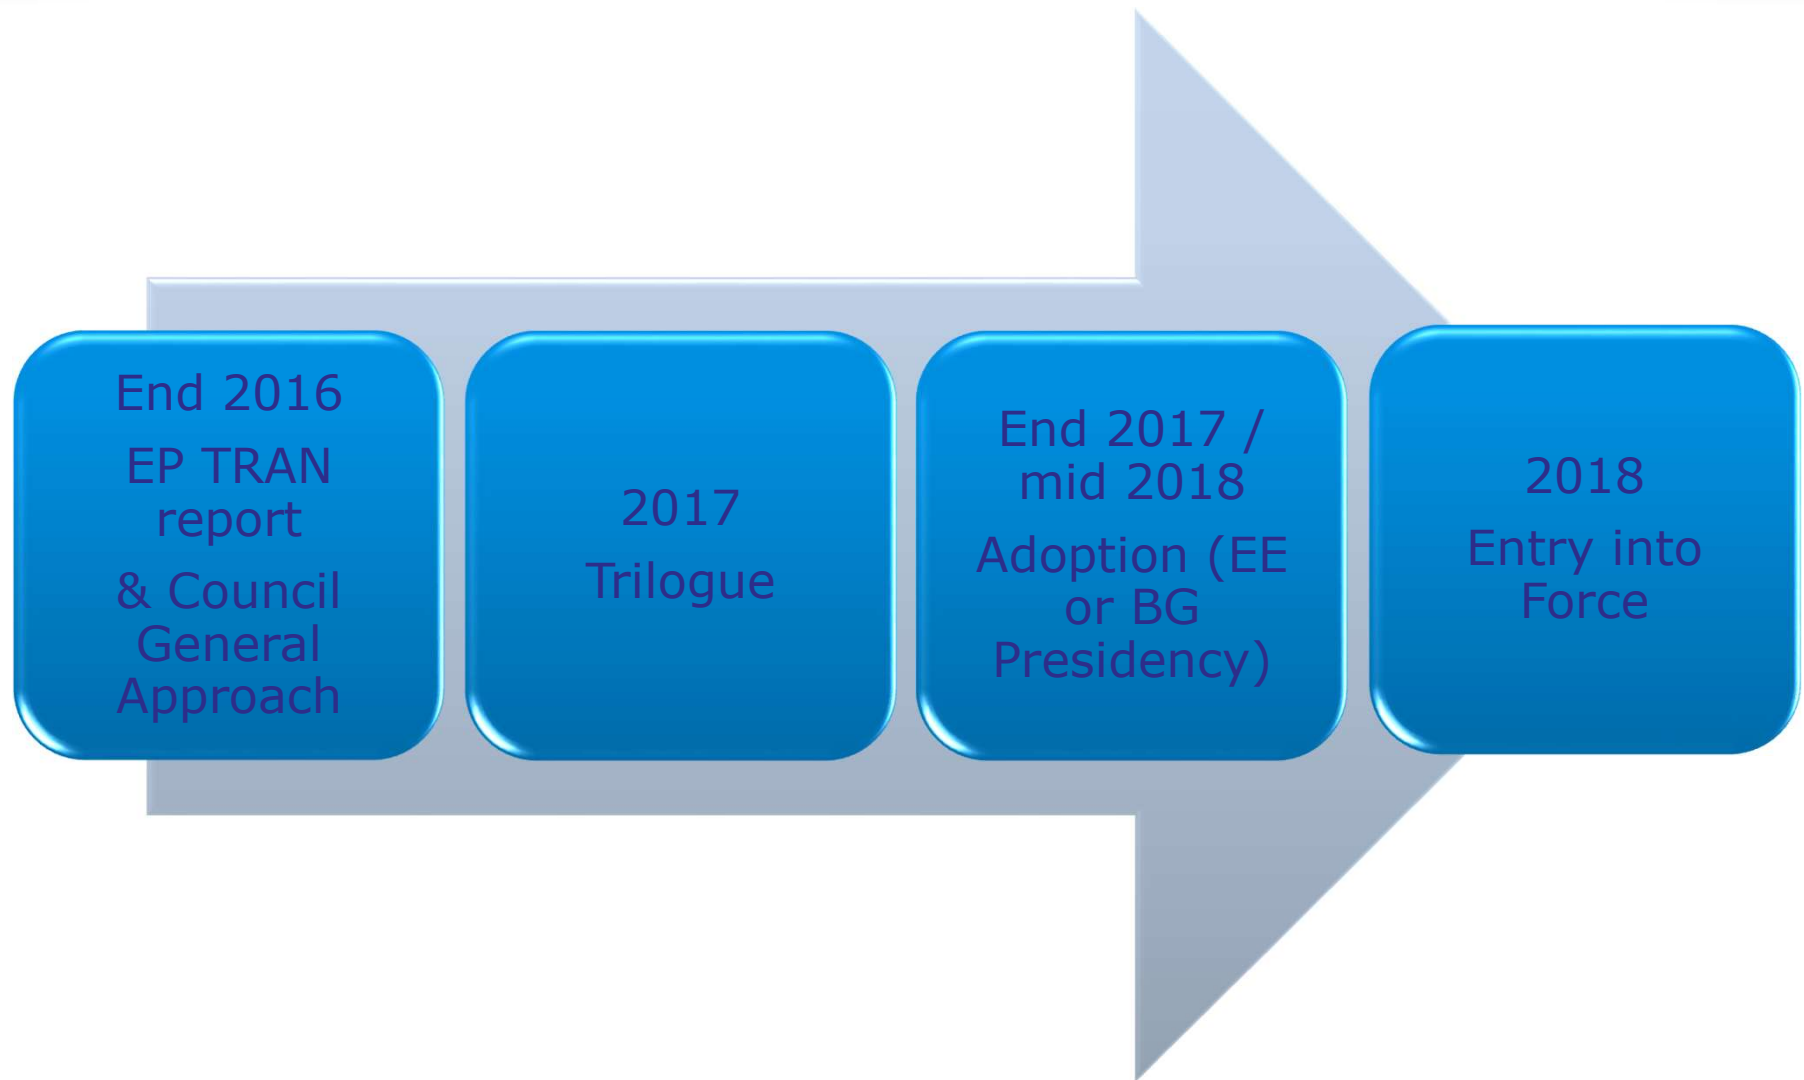 End 2016
EP TRAN
report
& Council
General
Approach
2017
Trilogue
End 2017 /
mid 2018
Adoption (EE
or BG
Presidency)
2018
Entry into
Force